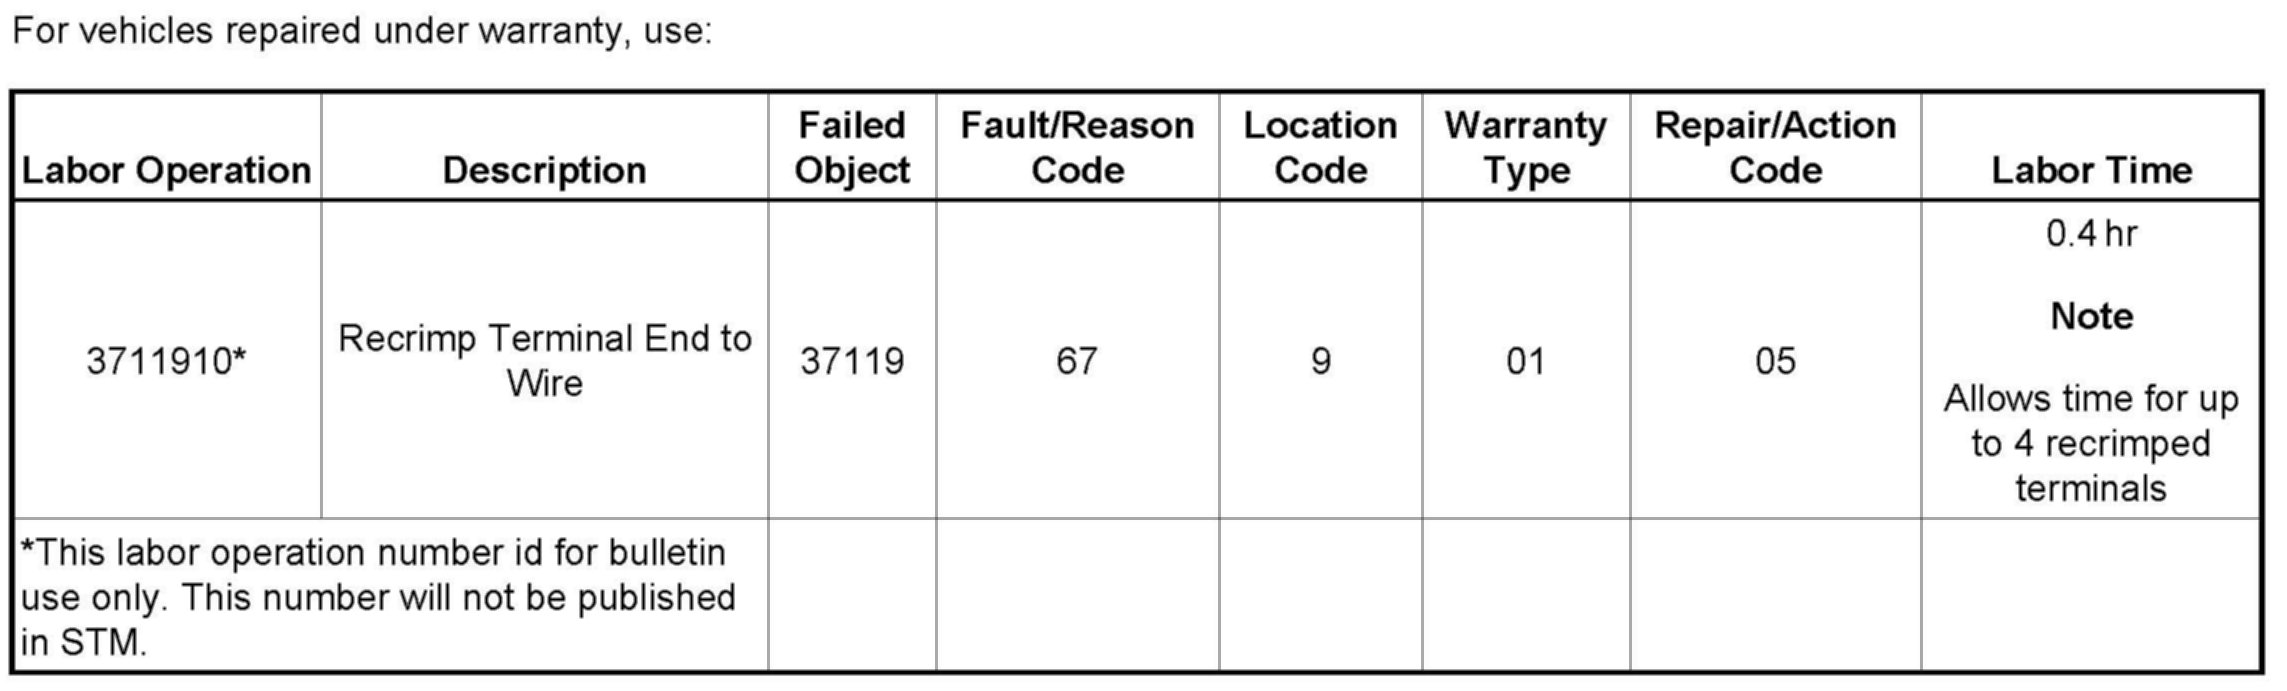 For vehicles repaired under warranty, use:
Labor Operation Description Failed Object Fault/Reason Code Location Code Warranty Type Repair/Action Code Labor Time
3711910* Recrimp Terminal End to Wire 37119 67 9 01 05 0.4 hr
Note
Allows time for up
to 4 recrimped
terminals
*This labor operation number id for bulletin
use only. This number will not be published
in STM.